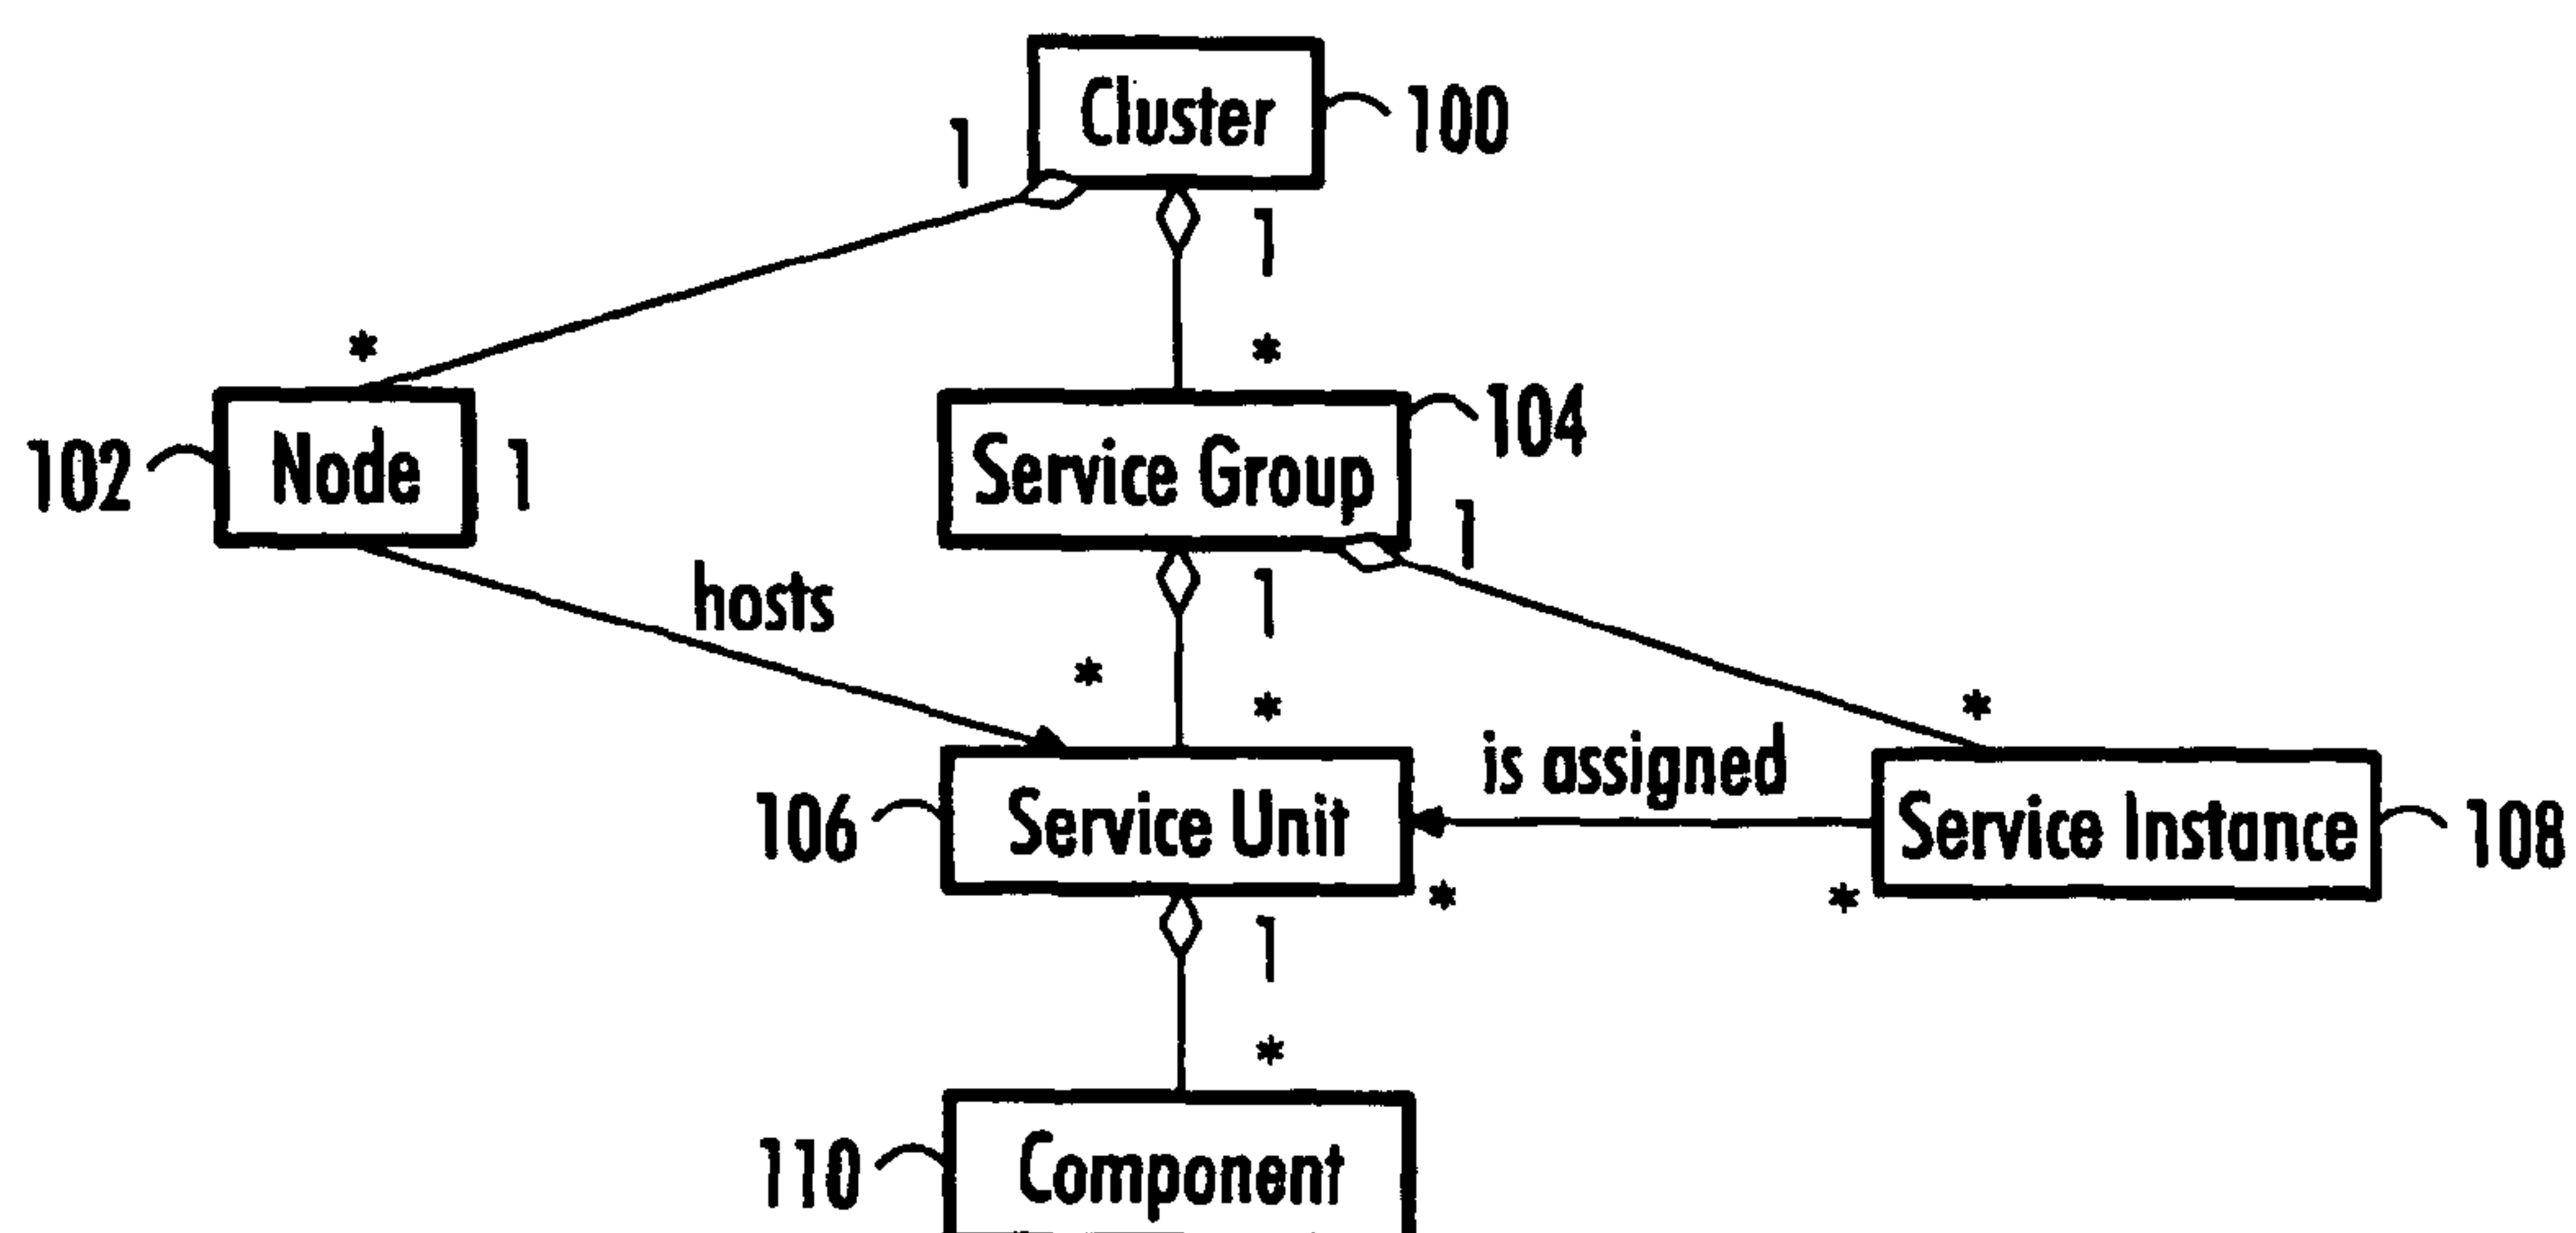 Cluster
100
1
1
*
*
102
Node
1
Service Group
104
1
hosts
1
*
*
*
is assigned
106
Service Unit
Service Instance
108
*
*
1
*
110
Component